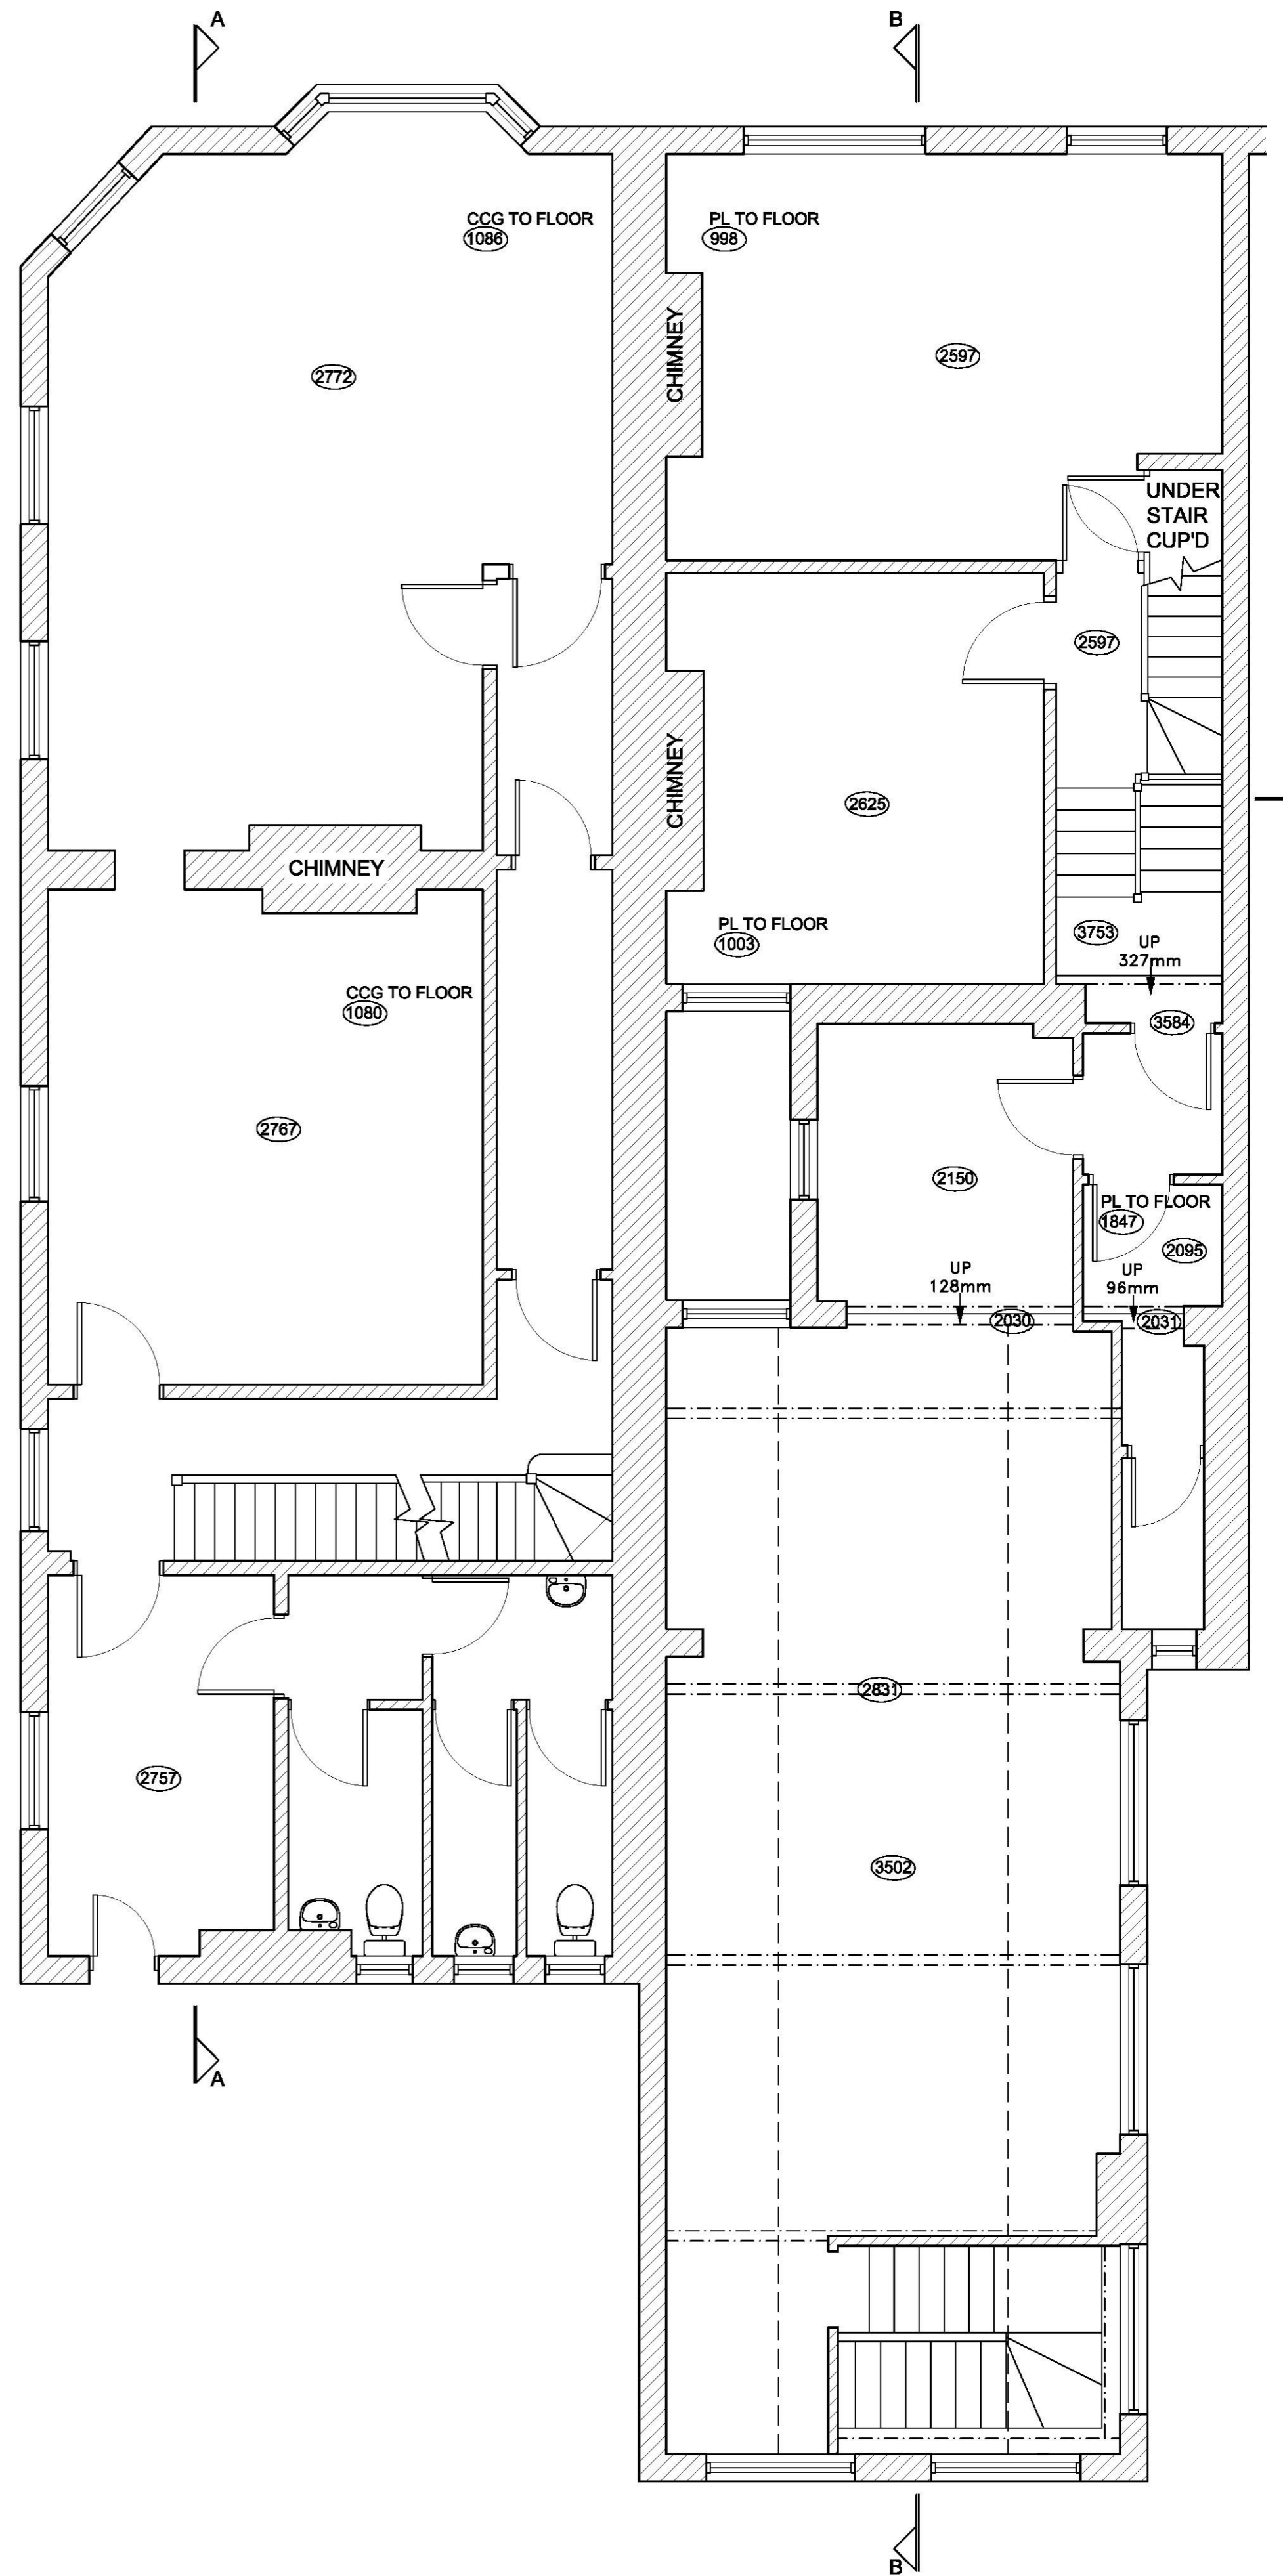 A
B
CCG TO FLOOR
1086
PL TO FLOOR
998
CHIMNEY
2597
2772
UNDER
STAIR
CUP'D
2597
CHIMNEY
2625
CHIMNEY
PL TO FLOOR
1003
3753
UP
327mm
CCG TO FLOOR
1080
3584
2767
2150
PL TO FLOOR
1847
2095
UP
128mm
UP
96mm
2030
2031
2831
2757
3502
A
B